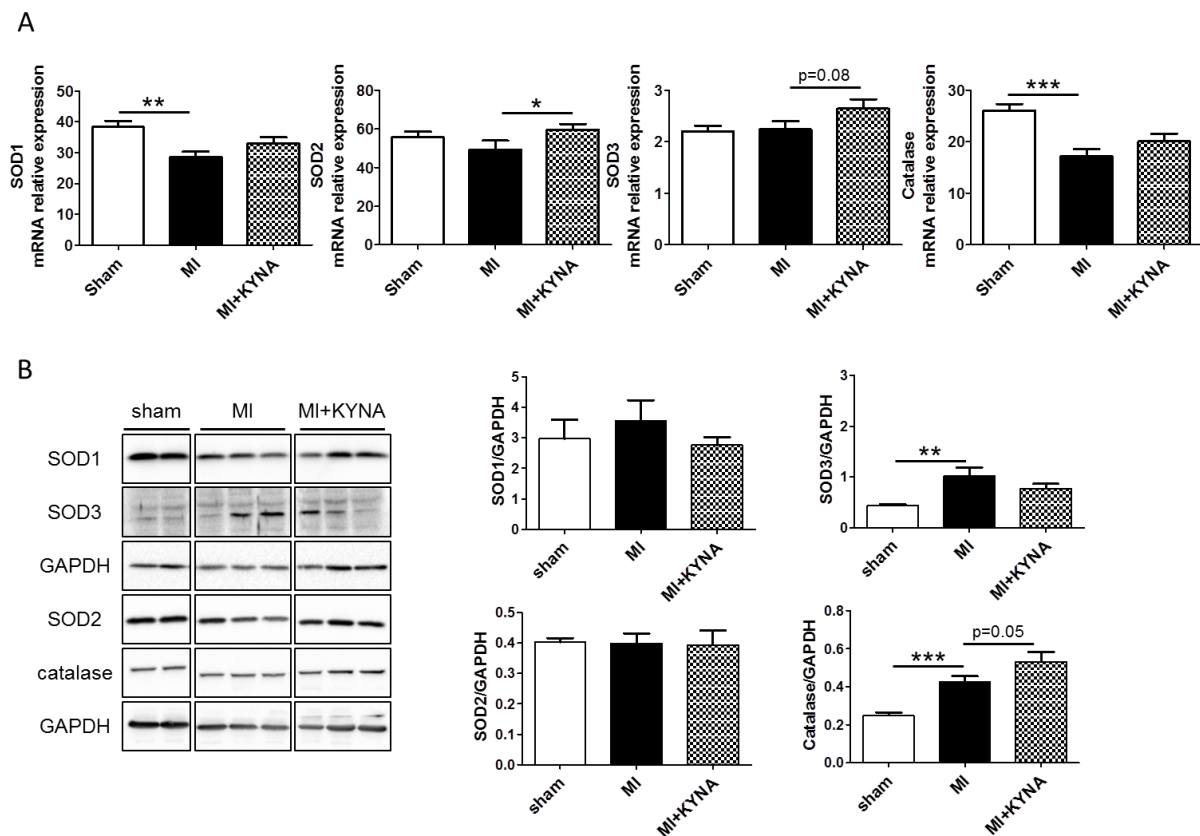 A
SOD1
mRNA relative expression
50
40
30
20
10
0
**
Sham
MI
MI+KYNA
SOD2
mRNA relative expression
80
60
40
20
0
*
Sham
MI
MI+KYNA
SOD3
mRNA relative expression
3
2
1
0
p=0.08
Sham
MI
MI+KYNA
Catalase
mRNA relative expression
30
20
10
0
***
Sham
MI
MI+KYNA
B
sham MI MI+KYNA
SOD1
SOD3
GAPDH
SOD2
catalase
GAPDH
SOD1/GAPDH
5
4
3
2
1
0
sham
MI
MI+KYNA
SOD3/GAPDH
3
2
1
0
**
sham
MI
MI+KYNA
SOD2/GAPDH
0.5
0.4
0.3
0.2
0.1
0.0
sham
MI
MI+KYNA
Catalase/GAPDH
0.8
0.6
0.4
0.2
0.0
***
p=0.05
sham
MI
MI+KYNA